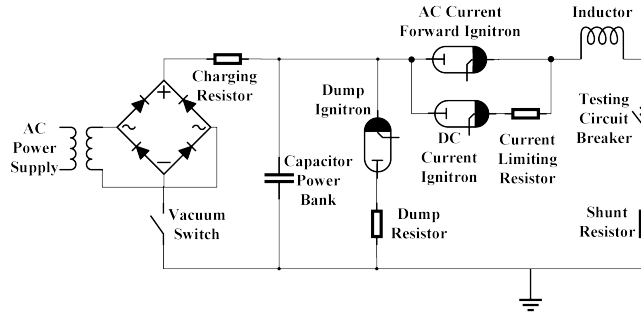 AC Current
Forward Ignitron
Inductor
Charging
Resistor
Dump
Ignitron
AC
Power
Supply
DC
Current
Ignitron
Current
Limiting
Resistor
Testing
Circuit
Breaker
Capacitor
Power
Bank
Vacuum
Switch
Dump
Resistor
Shunt
Resistor